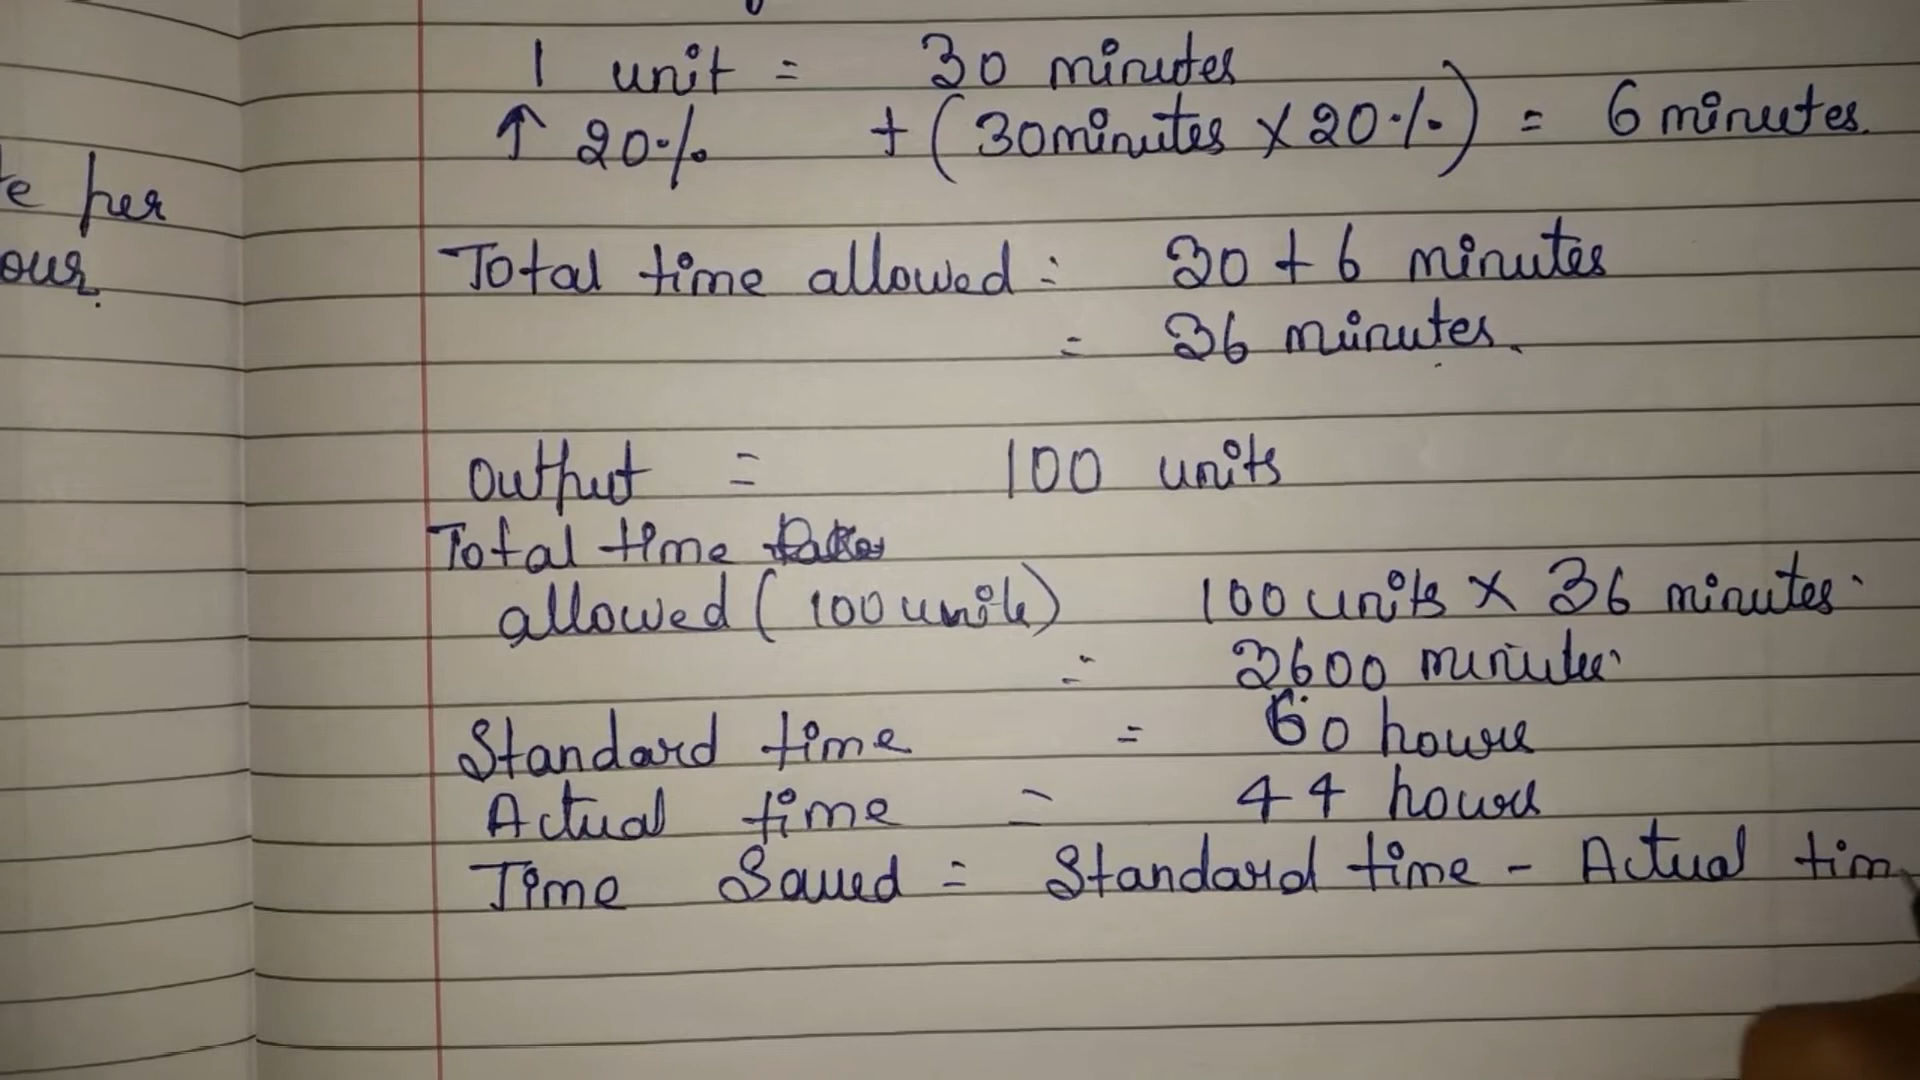 1 unit = 30 minutes
↑ 20% + (30minutes × 20%) = 6 minutes.
e per
our.
Total time allowed = 30 + 6 minutes
= 36 minutes.
Output = 100 units
Total time
allowed (100 units) 100 units × 36 minutes.
= 3600 minutes
Standard time = 60 hours
Actual time = 44 hours
Time Saved = Standard time - Actual tim